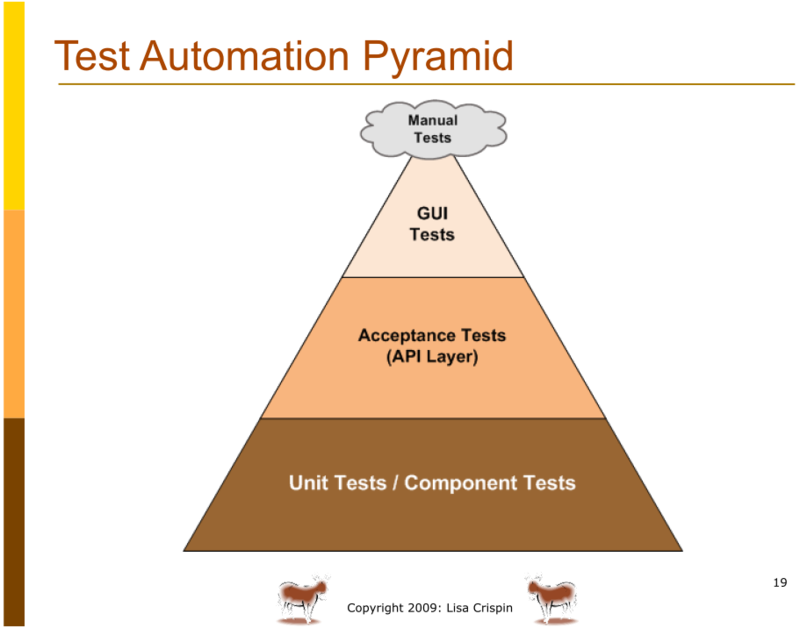 Test Automation Pyramid
Manual
Tests
GUI
Tests
Acceptance Tests
(API Layer)
Unit Tests / Component Tests
19
Copyright 2009: Lisa Crispin